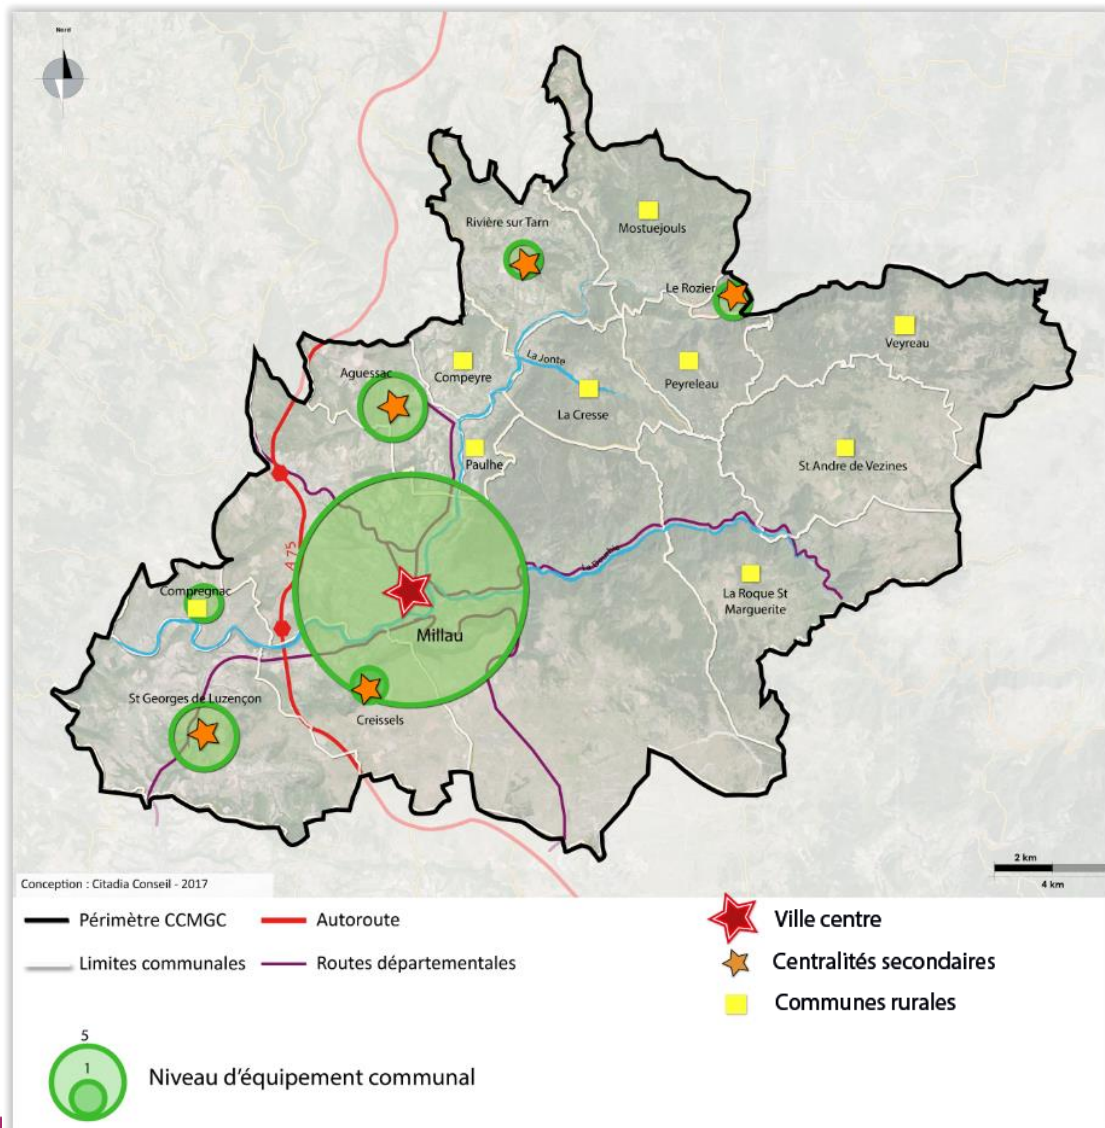 Nord
Rivière sur Tarn
Mostuejouls
Le Rozier
Veyreau
La Jonte
Aguessac
Compeyre
Peyreleau
La Cresse
Paulhe
St Andre de Vezines
A 75
La Dourbie
Compregnac
La Roque St
Marguerite
Millau
St Georges de Luzençon
Creissels
2 km
4 km
Conception : Citadia Conseil - 2017
Périmètre CCMGC
Autoroute
Ville centre
Limites communales
Routes départementales
Centralités secondaires
Communes rurales
5
1
Niveau d'équipement communal